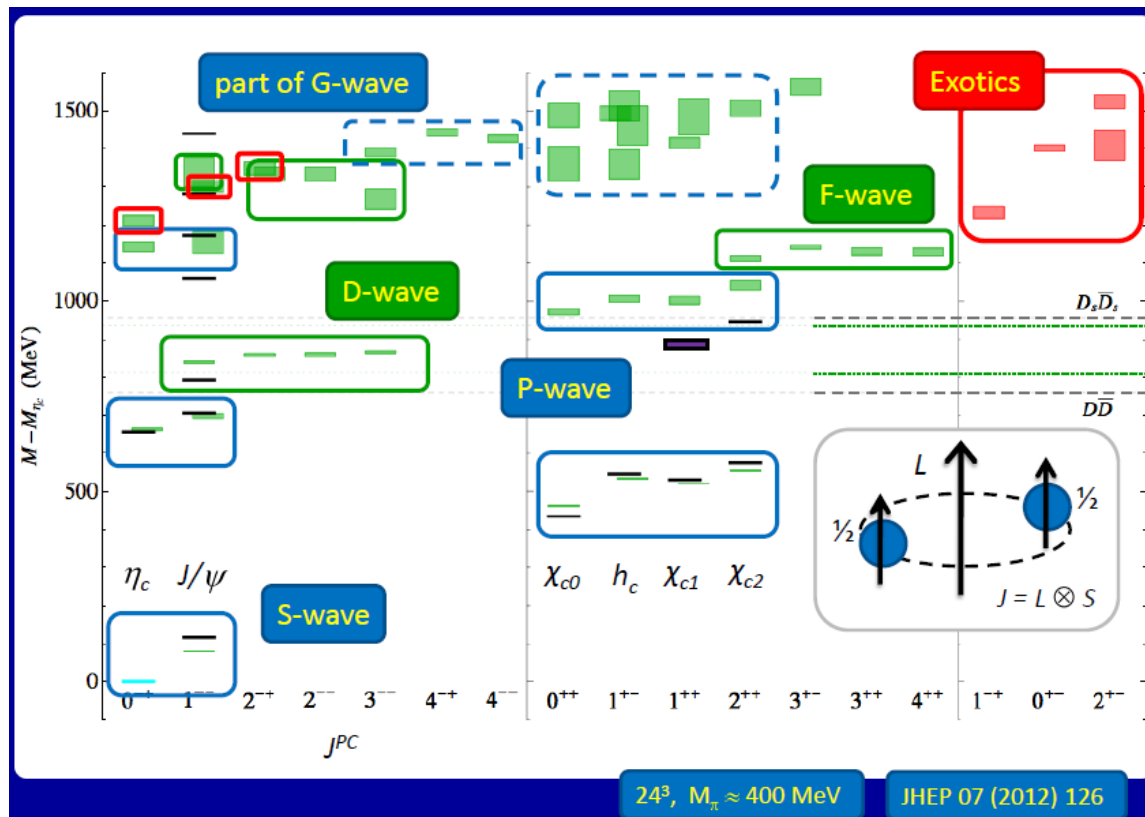 part of G-wave
Exotics
1500
F-wave
D-wave
1000
DₛD̅ₛ
P-wave
DD̅
M−M_ηc (MeV)
L
½
½
500
ηc J/ψ
χc0 hc χc1 χc2
J = L ⊗ S
S-wave
0
0⁻⁺ 1⁻⁻ 2⁻⁺ 2⁻⁻ 3⁻⁻ 4⁻⁺ 4⁻⁻ 0⁺⁺ 1⁺⁻ 1⁺⁺ 2⁺⁺ 3⁺⁻ 3⁺⁺ 4⁺⁺ 1⁻⁺ 0⁺⁻ 2⁺⁻
Jᴾᶜ
24³, Mπ ≈ 400 MeV
JHEP 07 (2012) 126